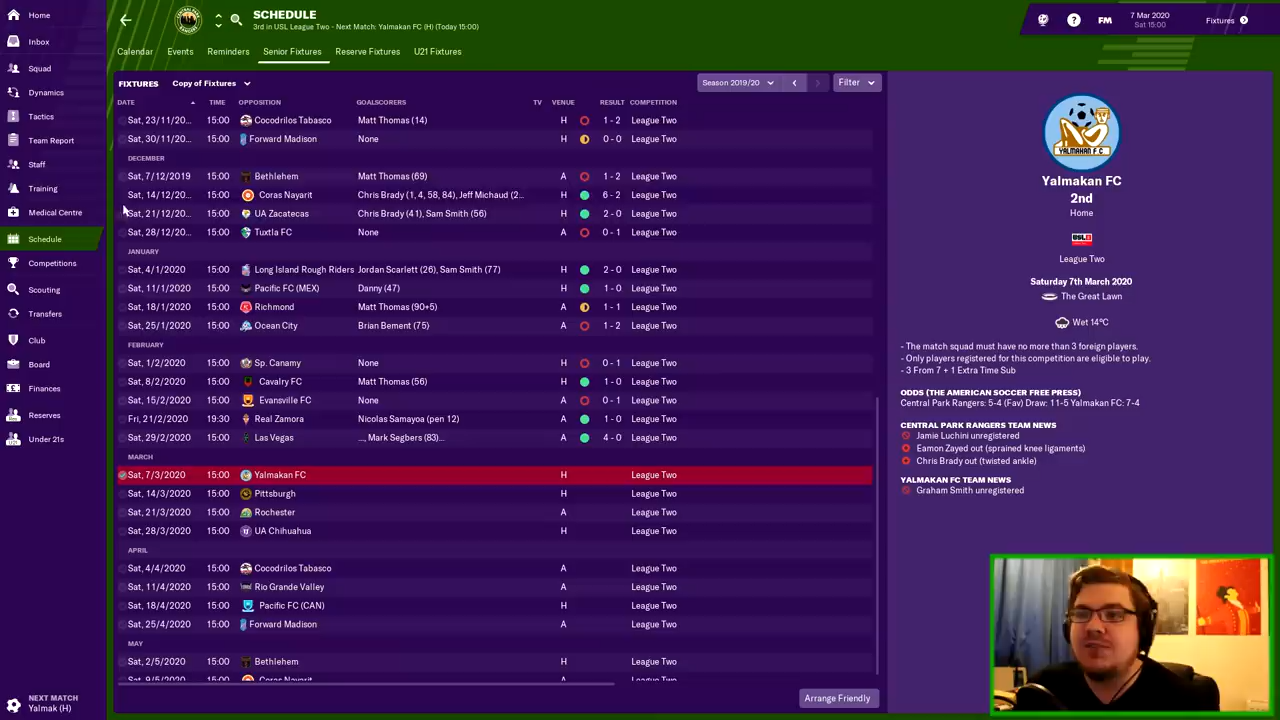 SCHEDULE
3rd in USL League Two - Next Match: Yalmakan FC (H) (Today 15:00)
FM
7 Mar 2020
Sat 15:00
Fixtures
Home
Inbox
Squad
Dynamics
Tactics
Team Report
Staff
Training
Medical Centre
Schedule
Competitions
Scouting
Transfers
Club
Board
Finances
Reserves
Under 21s
NEXT MATCH
Yalmak (H)
Calendar Events Reminders Senior Fixtures Reserve Fixtures U21 Fixtures
FIXTURES Copy of Fixtures Season 2019/20 Filter
DATE TIME OPPOSITION GOALSCORERS TV VENUE RESULT COMPETITION
Sat, 23/11/20... 15:00 Cocodrilos Tabasco Matt Thomas (14) H 1 - 2 League Two
Sat, 30/11/20... 15:00 Forward Madison None H 0 - 0 League Two
DECEMBER
Sat, 7/12/2019 15:00 Bethlehem Matt Thomas (69) A 1 - 2 League Two
Sat, 14/12/20... 15:00 Coras Nayarit Chris Brady (1, 4, 58, 84), Jeff Michaud (2... H 6 - 2 League Two
Sat, 21/12/20... 15:00 UA Zacatecas Chris Brady (41), Sam Smith (56) H 2 - 0 League Two
Sat, 28/12/20... 15:00 Tuxtla FC None A 0 - 1 League Two
JANUARY
Sat, 4/1/2020 15:00 Long Island Rough Riders Jordan Scarlett (26), Sam Smith (77) H 2 - 0 League Two
Sat, 11/1/2020 15:00 Pacific FC (MEX) Danny (47) H 1 - 0 League Two
Sat, 18/1/2020 15:00 Richmond Matt Thomas (90+5) A 1 - 1 League Two
Sat, 25/1/2020 15:00 Ocean City Brian Bement (75) A 1 - 2 League Two
FEBRUARY
Sat, 1/2/2020 15:00 Sp. Canamy None H 0 - 1 League Two
Sat, 8/2/2020 15:00 Cavalry FC Matt Thomas (56) H 1 - 0 League Two
Sat, 15/2/2020 15:00 Evansville FC None A 0 - 1 League Two
Fri, 21/2/2020 19:30 Real Zamora Nicolas Samayoa (pen 12) A 1 - 0 League Two
Sat, 29/2/2020 15:00 Las Vegas ..., Mark Segbers (83)... A 4 - 0 League Two
MARCH
Sat, 7/3/2020 15:00 Yalmakan FC H League Two
Sat, 14/3/2020 15:00 Pittsburgh H League Two
Sat, 21/3/2020 15:00 Rochester A League Two
Sat, 28/3/2020 15:00 UA Chihuahua H League Two
APRIL
Sat, 4/4/2020 15:00 Cocodrilos Tabasco A League Two
Sat, 11/4/2020 15:00 Rio Grande Valley A League Two
Sat, 18/4/2020 15:00 Pacific FC (CAN) H League Two
Sat, 25/4/2020 15:00 Forward Madison A League Two
MAY
Sat, 2/5/2020 15:00 Bethlehem H League Two
Sat, 9/5/2020 15:00 Coras Nayarit A League Two
Arrange Friendly
YALMAKAN F.C.
Yalmakan FC
2nd
Home
USL
League Two
Saturday 7th March 2020
The Great Lawn
Wet 14°C
- The match squad must have no more than 3 foreign players.
- Only players registered for this competition are eligible to play.
- 3 From 7 + 1 Extra Time Sub
ODDS (THE AMERICAN SOCCER FREE PRESS)
Central Park Rangers: 5-4 (Fav) Draw: 11-5 Yalmakan FC: 7-4
CENTRAL PARK RANGERS TEAM NEWS
Jamie Luchini unregistered
Eamon Zayed out (sprained knee ligaments)
Chris Brady out (twisted ankle)
YALMAKAN FC TEAM NEWS
Graham Smith unregistered